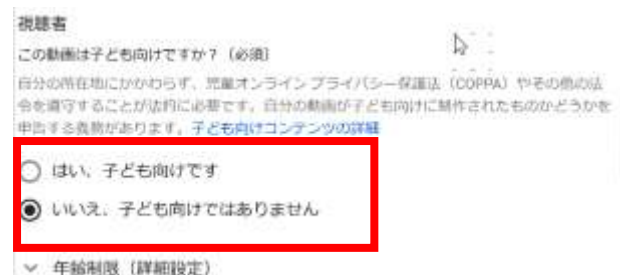 視聴者
この動画は子ども向けですか？（必須）
自分の所在地にかかわらず、児童オンライン プライバシー保護法（COPPA）やその他の法
令を遵守することが法的に必要です。自分の動画が子ども向けに制作されたものかどうかを
申告する義務があります。子ども向けコンテンツの詳細
はい、子ども向けです
いいえ、子ども向けではありません
年齢制限（詳細設定）